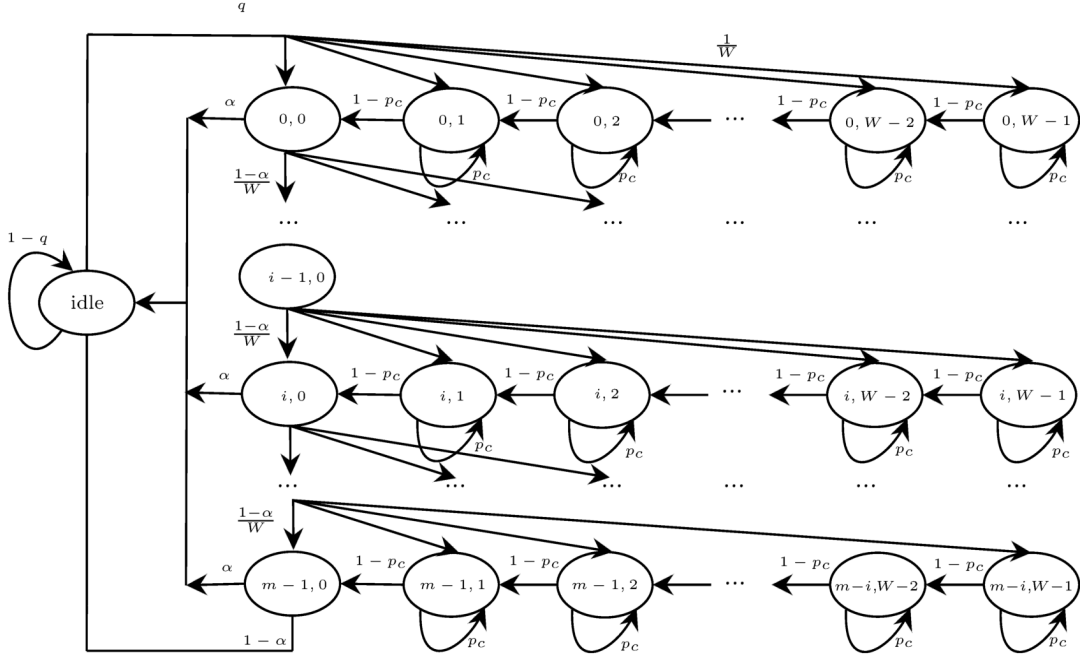 q
1/W
α 1 − p_c 1 − p_c 1 − p_c 1 − p_c
0, 0 0, 1 0, 2 ... 0, W − 2 0, W − 1
(1−α)/W p_c p_c p_c p_c
... ... ... ... ... ...
1 − q
i − 1, 0
idle
(1−α)/W
α 1 − p_c 1 − p_c 1 − p_c 1 − p_c
i, 0 i, 1 i, 2 ... i, W − 2 i, W − 1
p_c p_c p_c p_c
... ... ... ... ... ...
(1−α)/W
α 1 − p_c 1 − p_c 1 − p_c 1 − p_c
m − 1, 0 m − 1, 1 m − 1, 2 ... m−i,W−2 m−i,W−1
1 − α p_c p_c p_c p_c